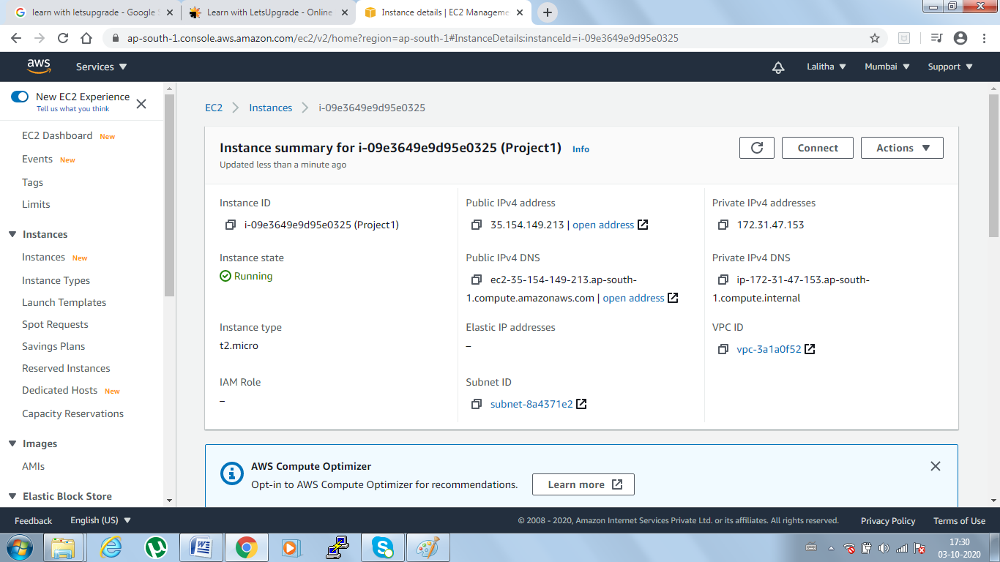 learn with letsupgrade - Google S
Learn with LetsUpgrade - Online
Instance details | EC2 Manageme
ap-south-1.console.aws.amazon.com/ec2/v2/home?region=ap-south-1#InstanceDetails:instanceId=i-09e3649e9d95e0325
aws
Services
Lalitha
Mumbai
Support
New EC2 Experience
Tell us what you think
EC2 Dashboard New
Events New
Tags
Limits
Instances
Instances New
Instance Types
Launch Templates
Spot Requests
Savings Plans
Reserved Instances
Dedicated Hosts New
Capacity Reservations
Images
AMIs
Elastic Block Store
EC2
Instances
i-09e3649e9d95e0325
Instance summary for i-09e3649e9d95e0325 (Project1) Info
Updated less than a minute ago
Connect
Actions
Instance ID
i-09e3649e9d95e0325 (Project1)
Instance state
Running
Instance type
t2.micro
IAM Role
–
Public IPv4 address
35.154.149.213 | open address
Public IPv4 DNS
ec2-35-154-149-213.ap-south-
1.compute.amazonaws.com | open address
Elastic IP addresses
–
Subnet ID
subnet-8a4371e2
Private IPv4 addresses
172.31.47.153
Private IPv4 DNS
ip-172-31-47-153.ap-south-
1.compute.internal
VPC ID
vpc-3a1a0f52
AWS Compute Optimizer
Opt-in to AWS Compute Optimizer for recommendations.
Learn more
Feedback
English (US)
© 2008 - 2020, Amazon Internet Services Private Ltd. or its affiliates. All rights reserved.
Privacy Policy
Terms of Use
17:30
03-10-2020